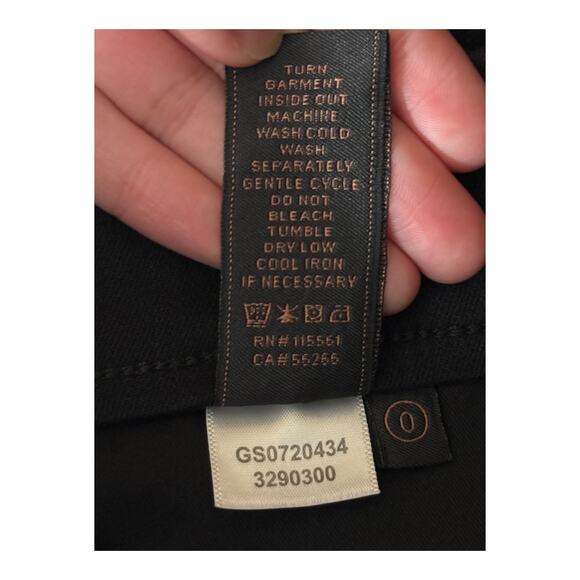 TURN
GARMENT
INSIDE OUT
MACHINE
WASH COLD
WASH
SEPARATELY
GENTLE CYCLE
DO NOT
BLEACH
TUMBLE
DRY LOW
COOL IRON
IF NECESSARY
RN# 115561
CA# 56266
GS0720434
3290300
0